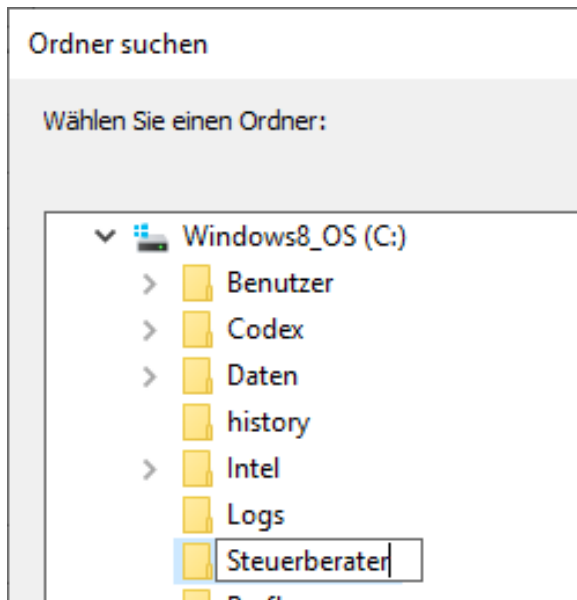 Ordner suchen
Wählen Sie einen Ordner:
Windows8_OS (C:)
Benutzer
Codex
Daten
history
Intel
Logs
Steuerberater